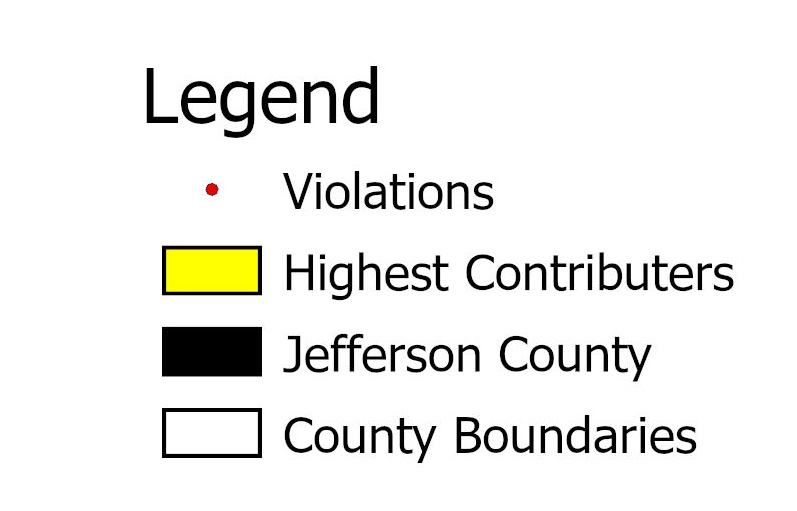 Legend
Violations
Highest Contributers
Jefferson County
County Boundaries